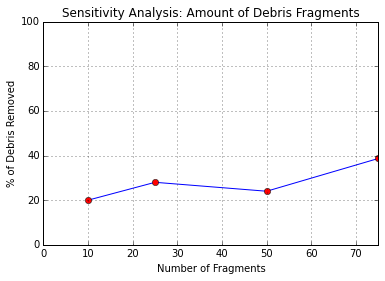 Sensitivity Analysis: Amount of Debris Fragments
100
80
60
40
20
0
% of Debris Removed
0 10 20 30 40 50 60 70
Number of Fragments